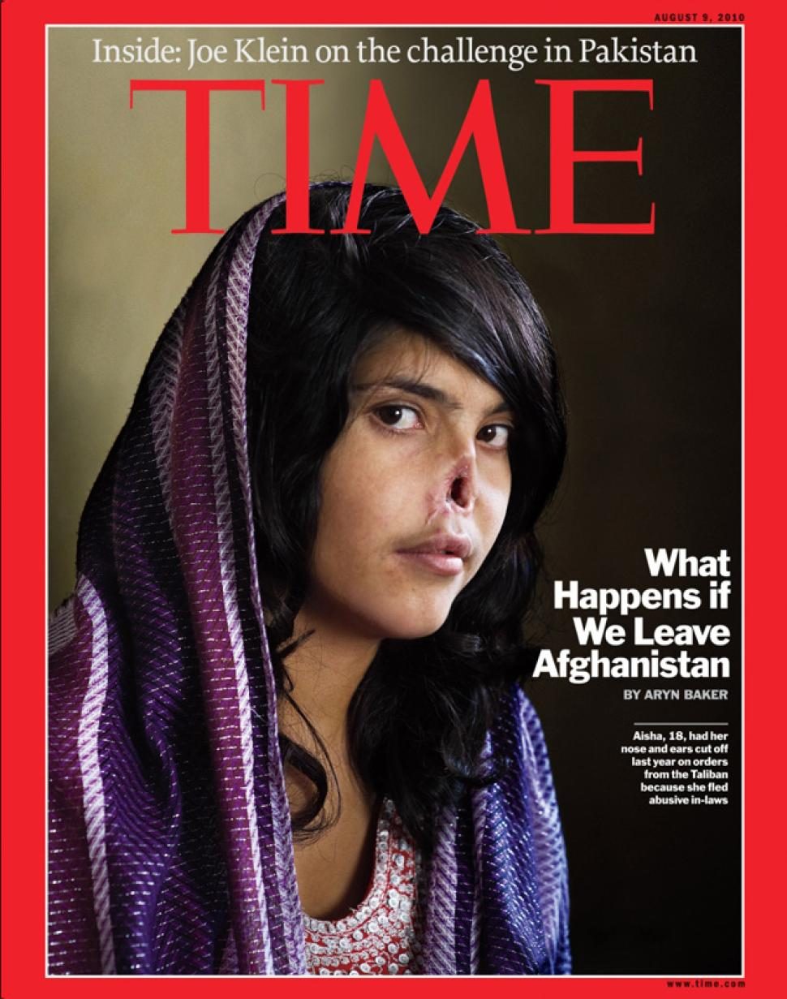 AUGUST 9, 2010
Inside: Joe Klein on the challenge in Pakistan
TIME
What
Happens if
We Leave
Afghanistan
BY ARYN BAKER
Aisha, 18, had her
nose and ears cut off
last year on orders
from the Taliban
because she fled
abusive in-laws
www.time.com